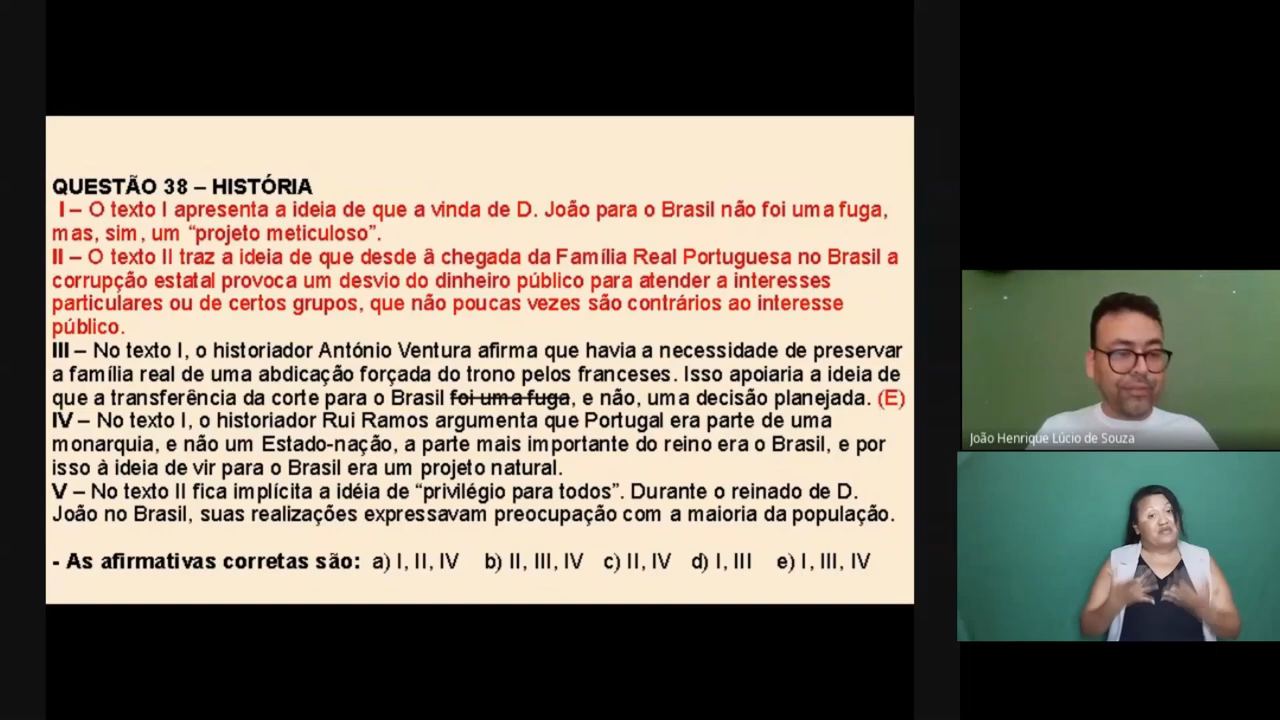 QUESTÃO 38 – HISTÓRIA
I – O texto I apresenta a ideia de que a vinda de D. João para o Brasil não foi uma fuga,
mas, sim, um “projeto meticuloso”.
II – O texto II traz a ideia de que desde â chegada da Família Real Portuguesa no Brasil a
corrupção estatal provoca um desvio do dinheiro público para atender a interesses
particulares ou de certos grupos, que não poucas vezes são contrários ao interesse
público.
III – No texto I, o historiador António Ventura afirma que havia a necessidade de preservar
a família real de uma abdicação forçada do trono pelos franceses. Isso apoiaria a ideia de
que a transferência da corte para o Brasil foi uma fuga, e não, uma decisão planejada. (E)
IV – No texto I, o historiador Rui Ramos argumenta que Portugal era parte de uma
monarquia, e não um Estado-nação, a parte mais importante do reino era o Brasil, e por
isso à ideia de vir para o Brasil era um projeto natural.
V – No texto II fica implícita a idéia de “privilégio para todos”. Durante o reinado de D.
João no Brasil, suas realizações expressavam preocupação com a maioria da população.
- As afirmativas corretas são: a) I, II, IV b) II, III, IV c) II, IV d) I, III e) I, III, IV
João Henrique Lúcio de Souza